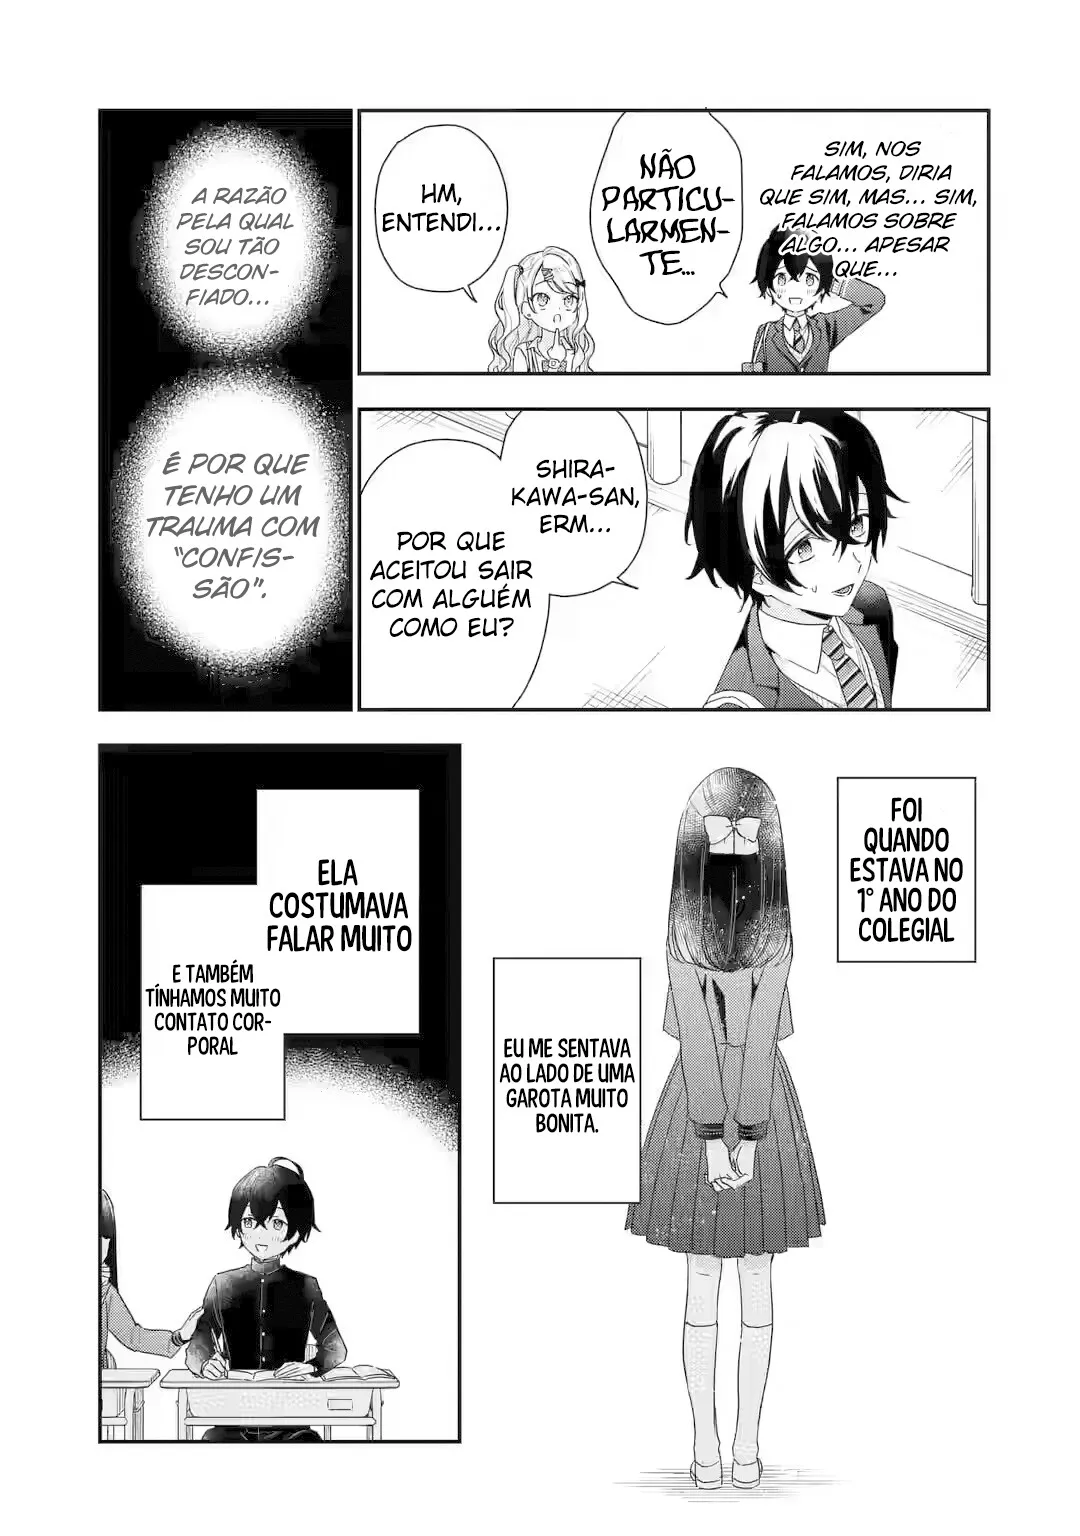 SIM, NOS
FALAMOS, DIRIA
QUE SIM, MAS... SIM,
FALAMOS SOBRE
ALGO... APESAR
QUE...
NÃO
PARTICU-
LARMEN-
TE...
HM,
ENTENDI...
SHIRA-
KAWA-SAN,
ERM...
POR QUE
ACEITOU SAIR
COM ALGUÉM
COMO EU?
A RAZÃO
PELA QUAL
SOU TÃO
DESCON-
FIADO...
É POR QUE
TENHO UM
TRAUMA COM
"CONFIS-
SÃO".
FOI
QUANDO
ESTAVA NO
1° ANO DO
COLEGIAL
EU ME SENTAVA
AO LADO DE UMA
GAROTA MUITO
BONITA.
ELA
COSTUMAVA
FALAR MUITO
E TAMBÉM
TÍNHAMOS MUITO
CONTATO COR-
PORAL